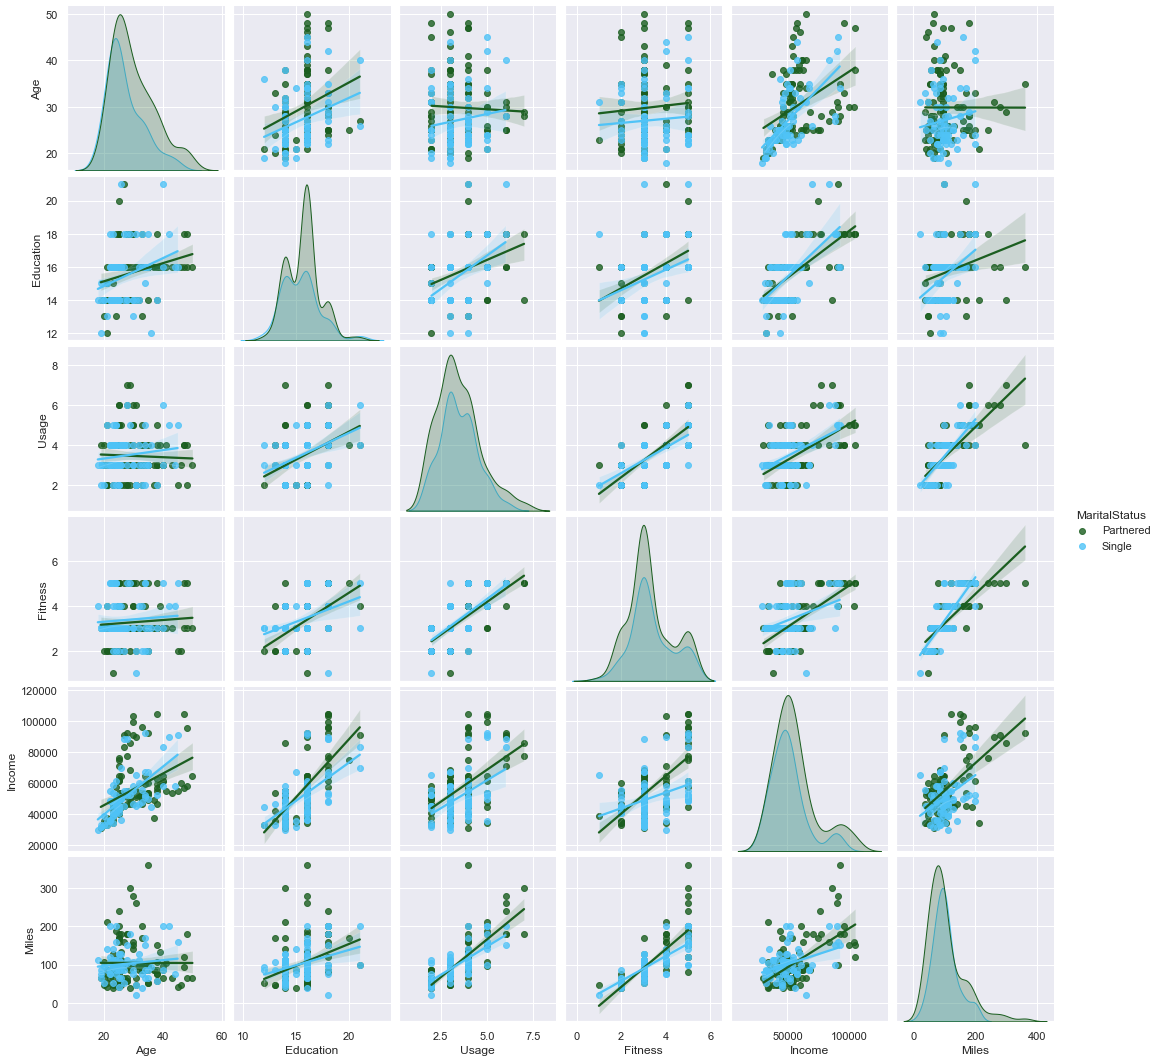 50
40
30
20
Age
20
18
16
14
12
Education
8
6
4
2
Usage
6
4
2
Fitness
MaritalStatus
Partnered
Single
120000
100000
80000
60000
40000
20000
Income
300
200
100
0
Miles
20 40 60
10 15 20
2.5 5.0 7.5
0 2 4 6
50000 100000
0 200 400
Age Education Usage Fitness Income Miles